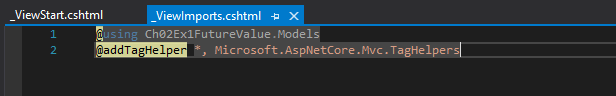 _ViewStart.cshtml _ViewImports.cshtml
1 @using Ch02Ex1FutureValue.Models
2 @addTagHelper *, Microsoft.AspNetCore.Mvc.TagHelpers